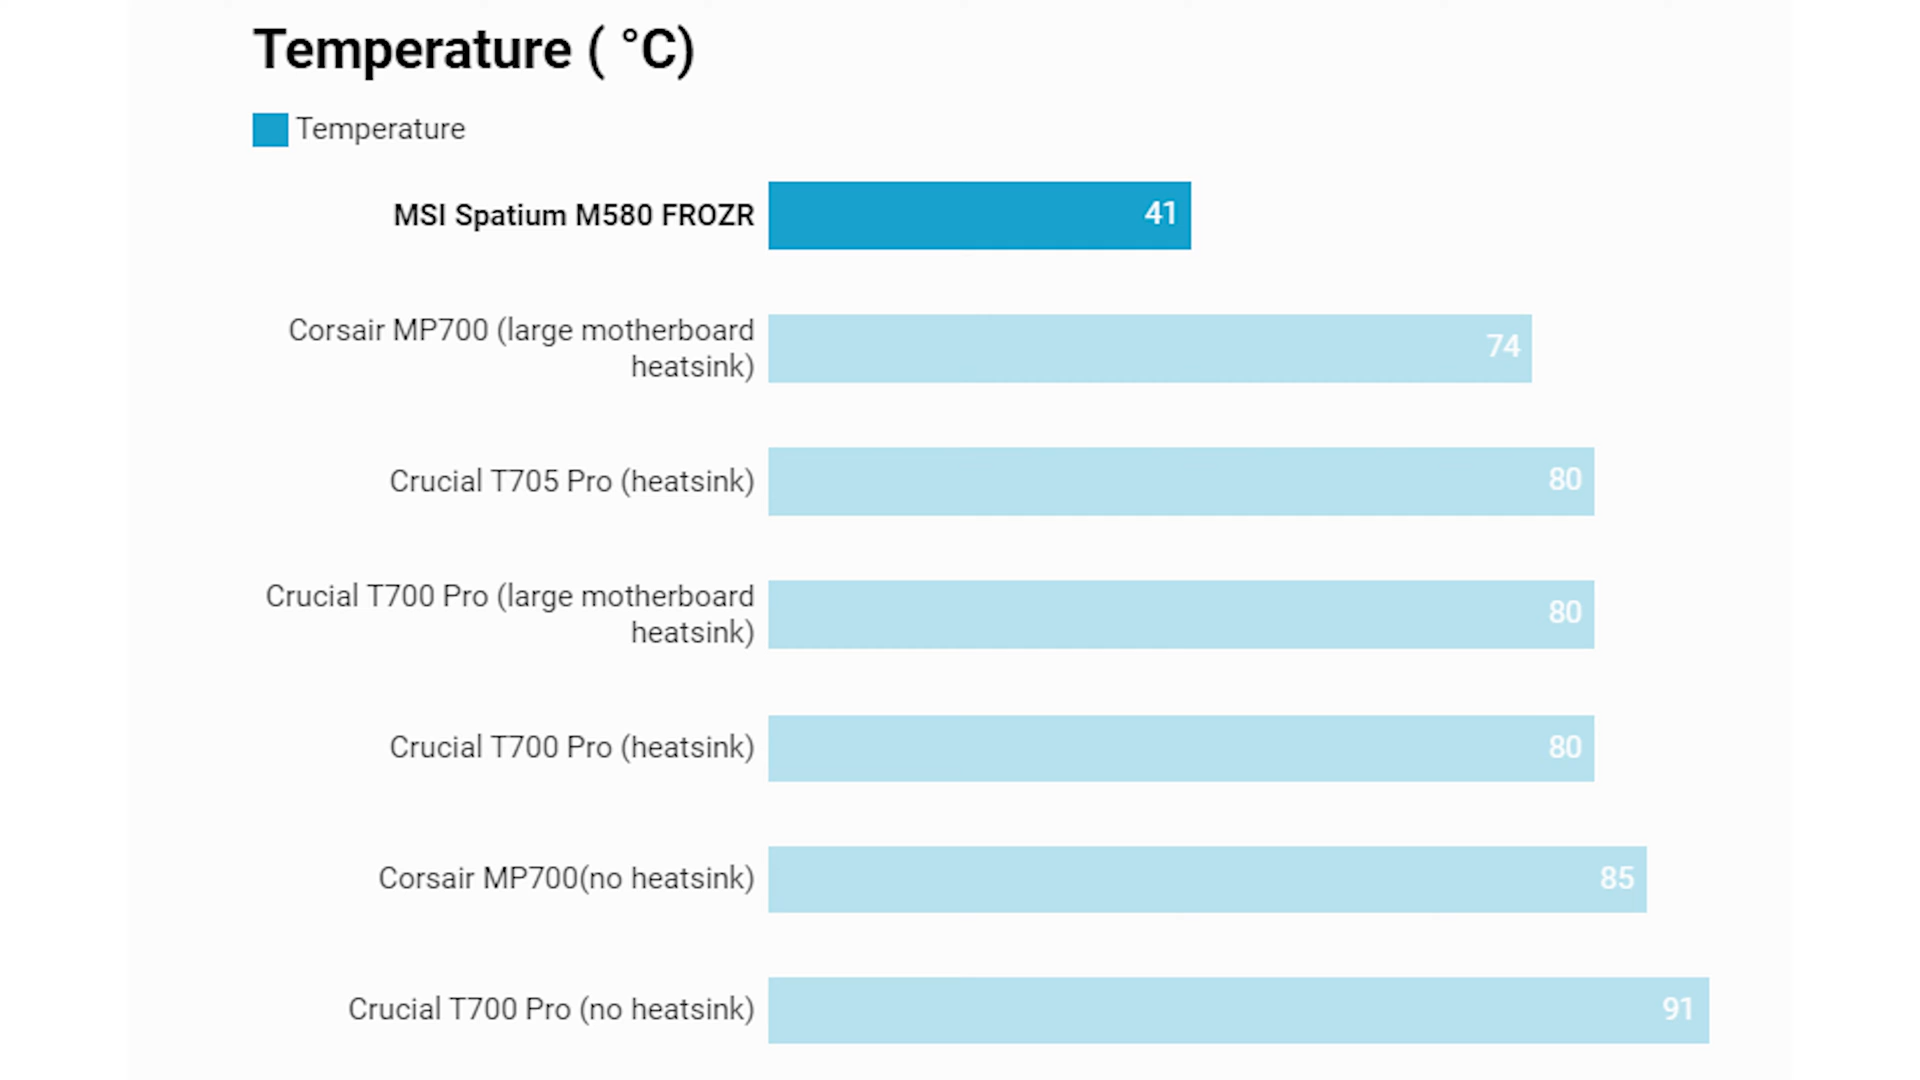 Temperature ( °C)
Temperature
MSI Spatium M580 FROZR
41
Corsair MP700 (large motherboard
heatsink)
74
Crucial T705 Pro (heatsink)
80
Crucial T700 Pro (large motherboard
heatsink)
80
Crucial T700 Pro (heatsink)
80
Corsair MP700(no heatsink)
85
Crucial T700 Pro (no heatsink)
91